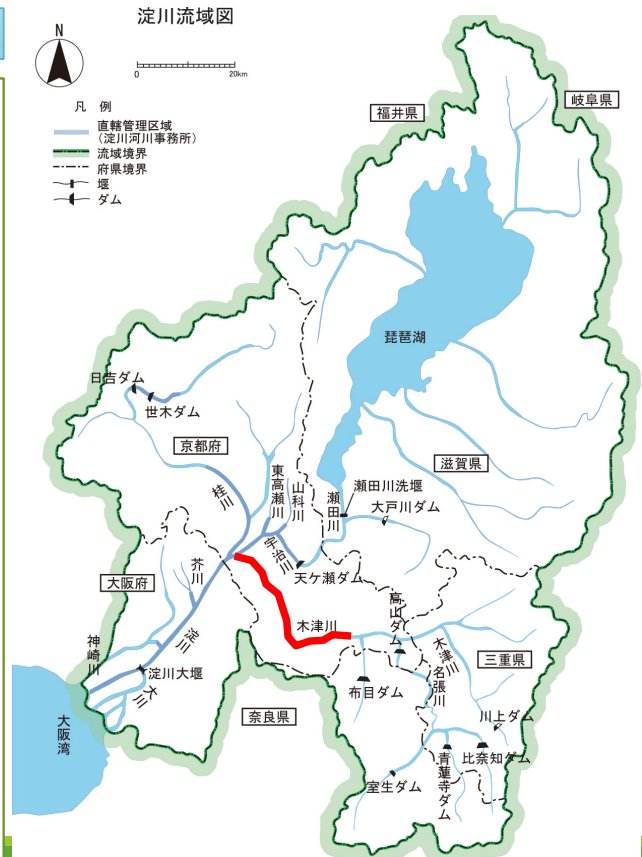 淀川流域図
N
0
20km
凡 例
直轄管理区域
(淀川河川事務所)
流域境界
府県境界
堰
ダム
福井県
岐阜県
琵琶湖
日吉ダム
世木ダム
京都府
滋賀県
桂川
東高瀬川
山科川
宇治川
瀬田川
瀬田川洗堰
大戸川ダム
天ケ瀬ダム
芥川
大阪府
淀川
神崎川
淀川大堰
大川
大阪湾
木津川
高山ダム
木津川
三重県
名張川
布目ダム
奈良県
川上ダム
比奈知ダム
青蓮寺ダム
室生ダム